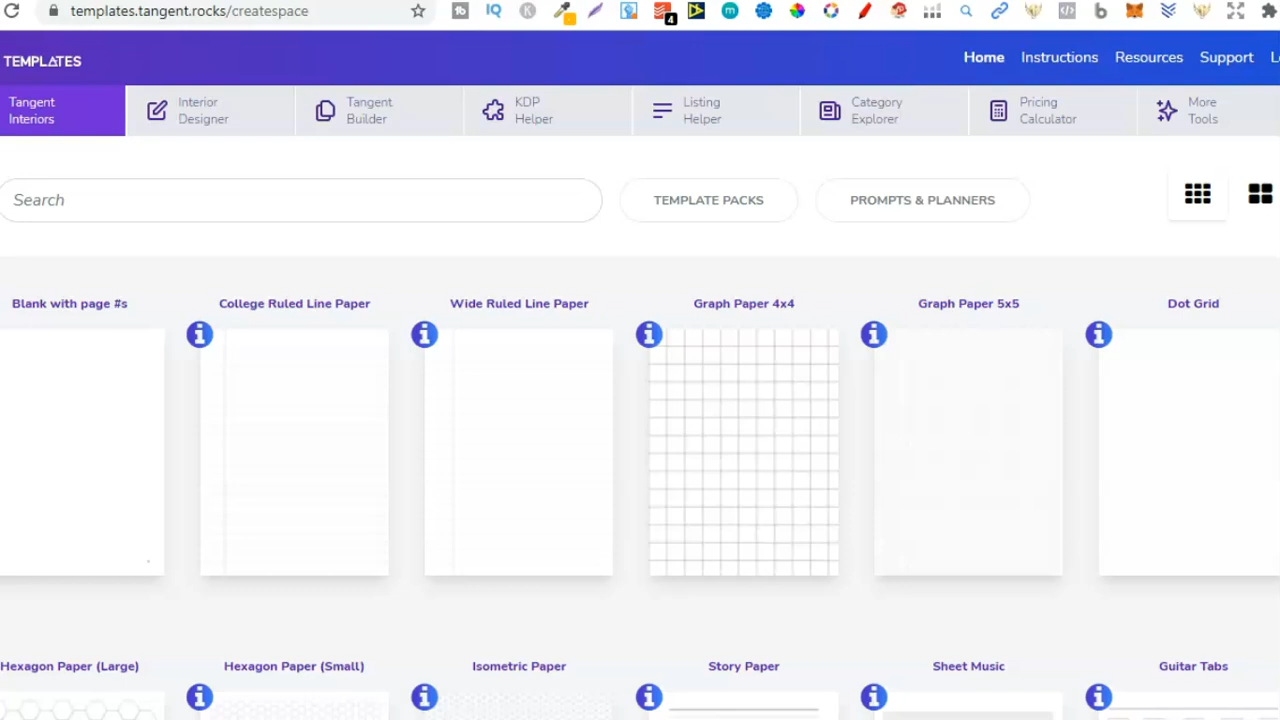 templates.tangent.rocks/createspace
4
TEMPLATES
Home Instructions Resources Support
Tangent Interiors
Interior Designer
Tangent Builder
KDP Helper
Listing Helper
Category Explorer
Pricing Calculator
More Tools
Search TEMPLATE PACKS PROMPTS & PLANNERS
Blank with page #s College Ruled Line Paper Wide Ruled Line Paper Graph Paper 4x4 Graph Paper 5x5 Dot Grid
Hexagon Paper (Large) Hexagon Paper (Small) Isometric Paper Story Paper Sheet Music Guitar Tabs